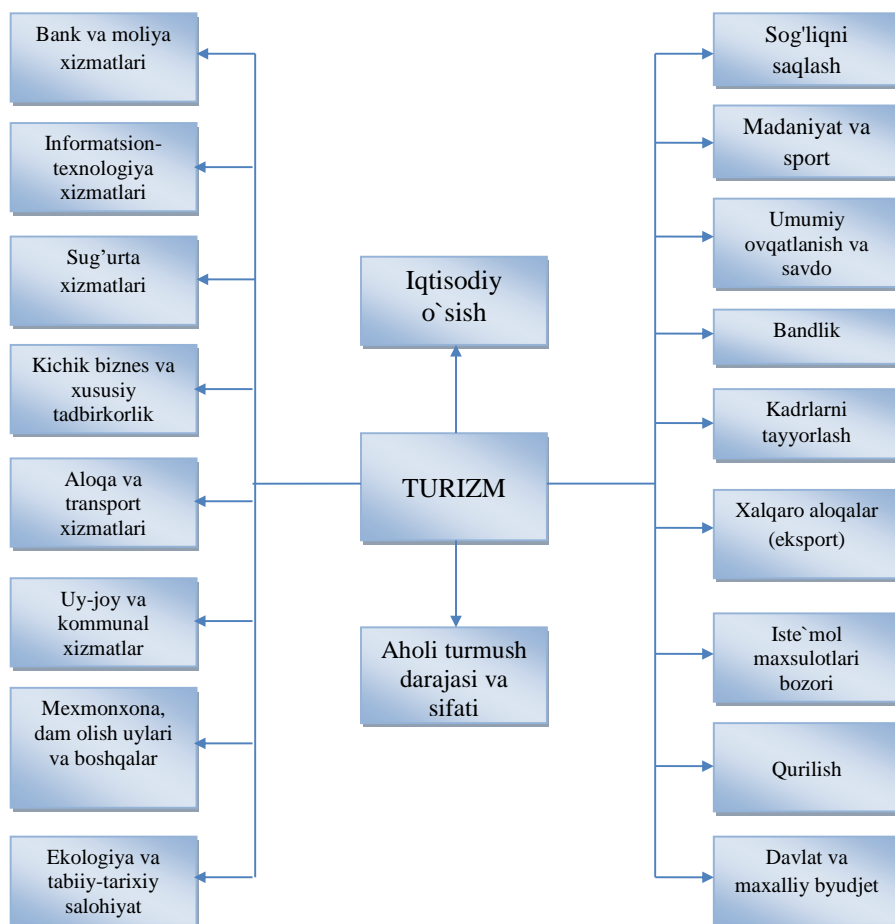 Bank va moliya
xizmatlari
Informatsion-
texnologiya
xizmatlari
Sug’urta
xizmatlari
Kichik biznes va
xususiy
tadbirkorlik
Aloqa va
transport
xizmatlari
Uy-joy va
kommunal
xizmatlar
Mexmonxona,
dam olish uylari
va boshqalar
Ekologiya va
tabiiy-tarixiy
salohiyat
Iqtisodiy
o`sish
TURIZM
Aholi turmush
darajasi va
sifati
Sog'liqni
saqlash
Madaniyat va
sport
Umumiy
ovqatlanish va
savdo
Bandlik
Kadrlarni
tayyorlash
Xalqaro aloqalar
(eksport)
Iste`mol
maxsulotlari
bozori
Qurilish
Davlat va
maxalliy byudjet